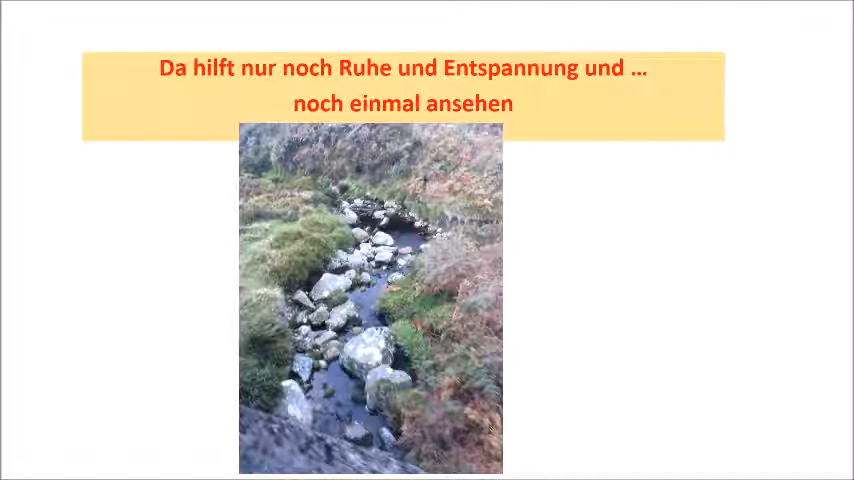 Da hilft nur noch Ruhe und Entspannung und …
noch einmal ansehen